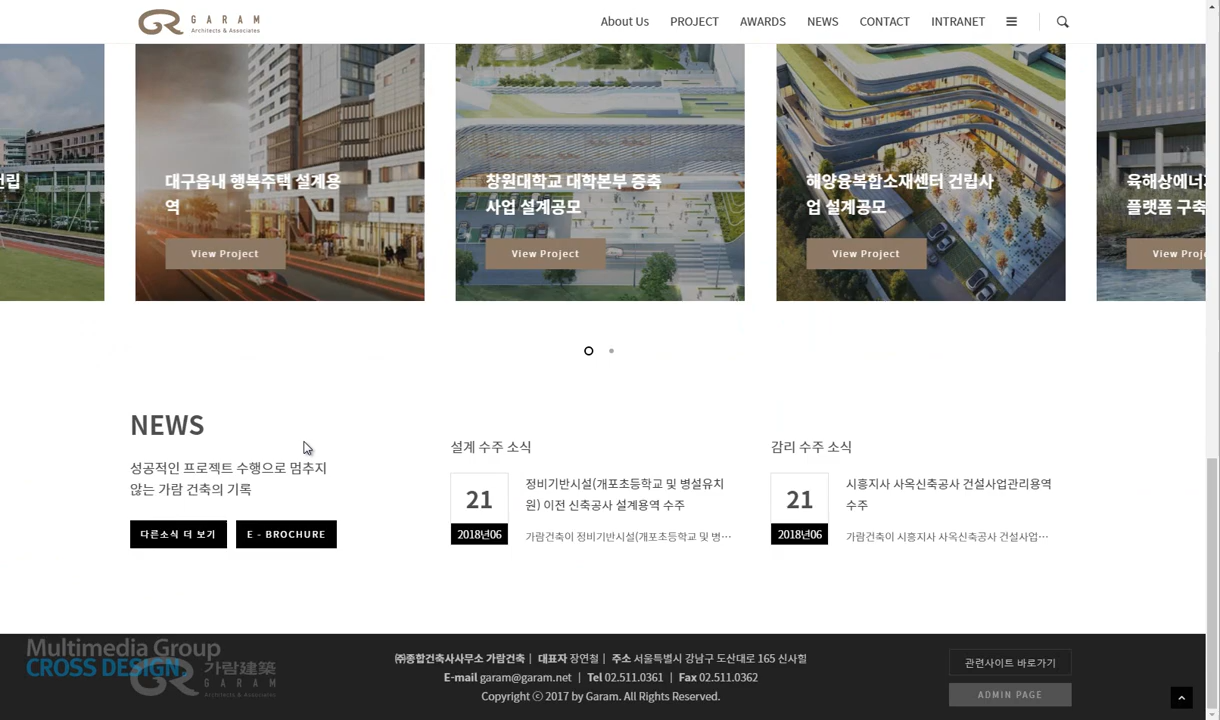 GARAM
Architects & Associates
About Us PROJECT AWARDS NEWS CONTACT INTRANET
대구읍내 행복주택 설계용
역
View Project
창원대학교 대학본부 증축
사업 설계공모
View Project
해양융복합소재센터 건립사
업 설계공모
View Project
플랫폼 구축
NEWS
성공적인 프로젝트 수행으로 멈추지
않는 가람 건축의 기록
다른소식 더 보기 E - BROCHURE
설계 수주 소식
21
2018년06
정비기반시설(개포초등학교 및 병설유치
원) 이전 신축공사 설계용역 수주
가람건축이 정비기반시설(개포초등학교 및 병…
감리 수주 소식
21
2018년06
시흥지사 사옥신축공사 건설사업관리용역
수주
가람건축이 시흥지사 사옥신축공사 건설사업…
Multimedia Group
CROSS DESIGN
가람建築
GARAM
Architects & Associates
㈜종합건축사사무소 가람건축 | 대표자 장연철 | 주소 서울특별시 강남구 도산대로 165 신사힐
E-mail garam@garam.net | Tel 02.511.0361 | Fax 02.511.0362
Copyright ⓒ 2017 by Garam. All Rights Reserved.
관련사이트 바로가기
ADMIN PAGE